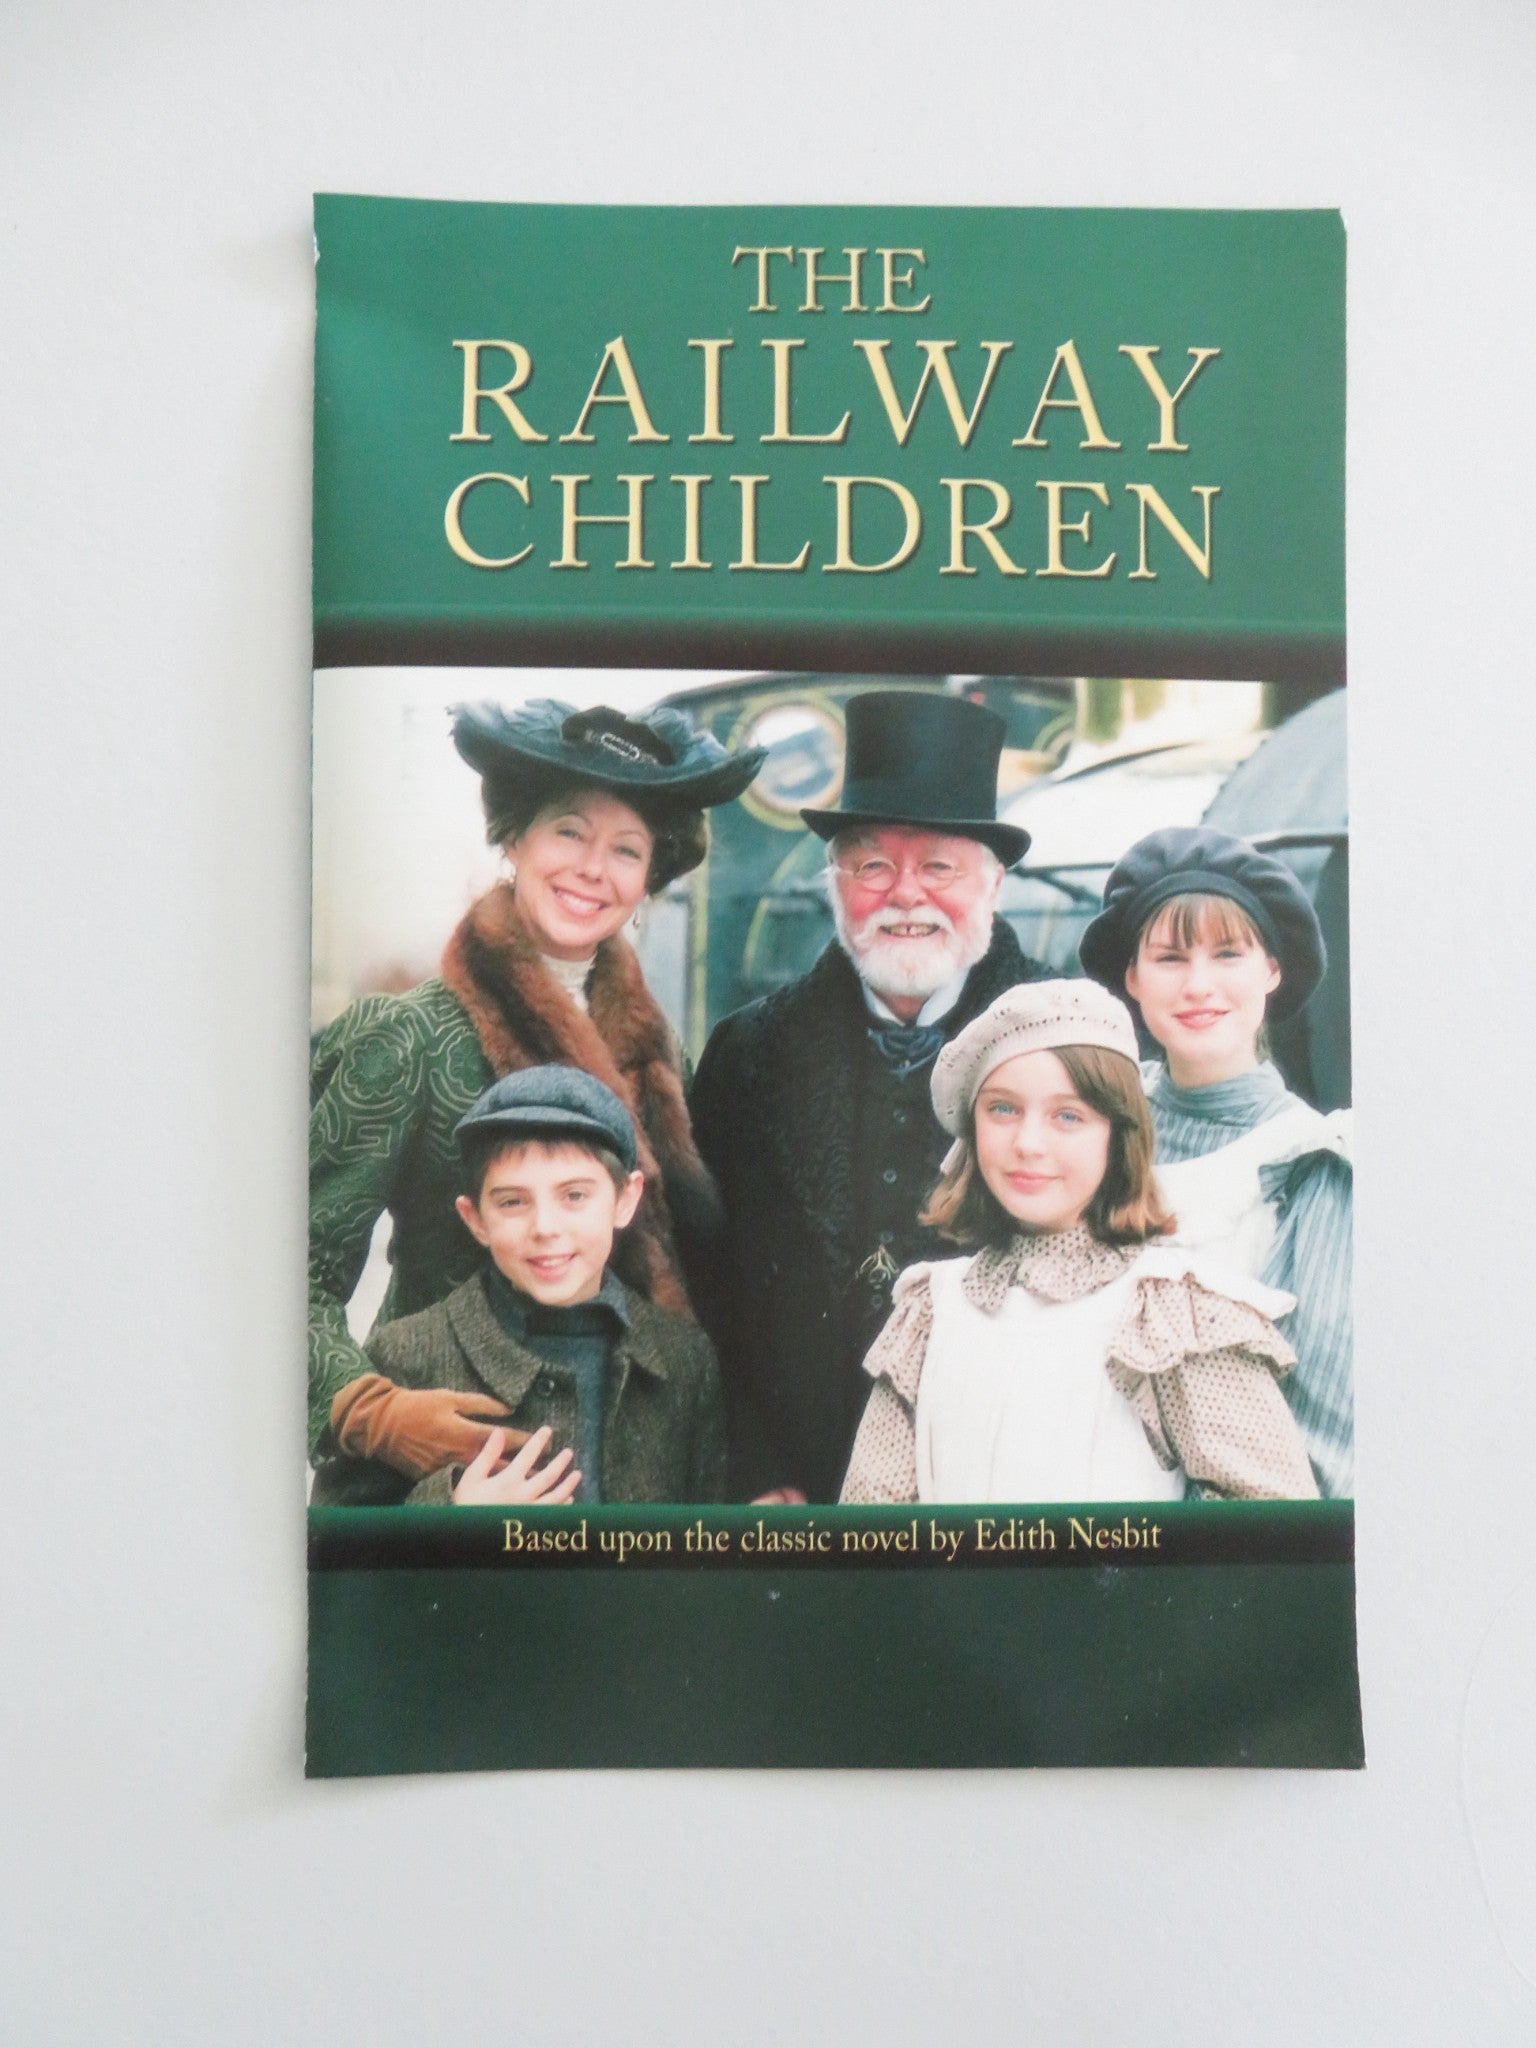 THE
RAILWAY
CHILDREN
Based upon the classic novel by Edith Nesbit